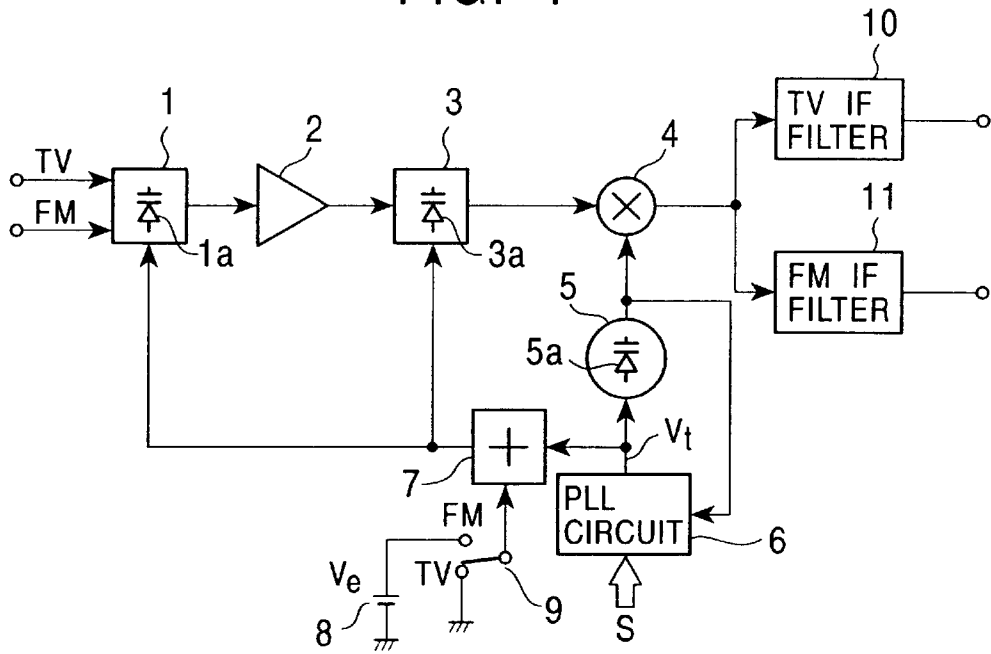 10
TV IF
FILTER
1
2
3
4
TV
FM
1a
3a
11
FM IF
FILTER
5
5a
Vt
7
+
PLL
CIRCUIT
6
FM
TV
Ve
8
9
S